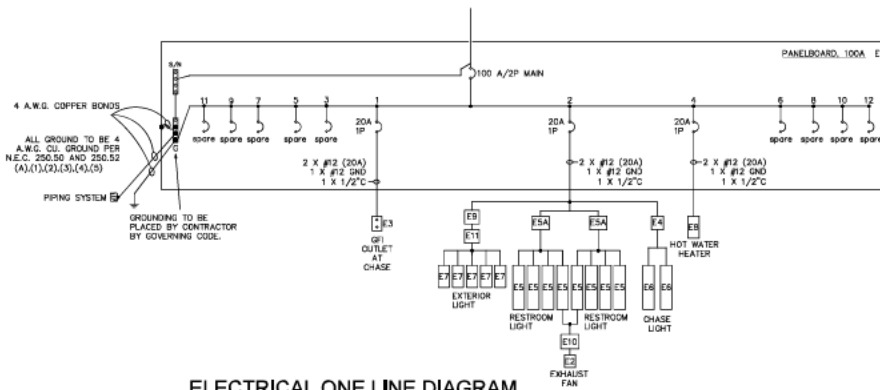 PANELBOARD, 100A E
S/N
100 A/2P MAIN
4 A.W.G. COPPER BONDS
11 9 7 5 3 1 2 4 6 8 10 12
20A
1P
20A
1P
20A
1P
spare spare spare spare spare spare spare spare spare
ALL GROUND TO BE 4
A.W.G. CU. GROUND PER
N.E.C. 250.50 AND 250.52
(A),(1),(2),(3),(4),(5)
G
2 X #12 (20A)
1 X #12 GND
1 X 1/2"C
2 X #12 (20A)
1 X #12 GND
1 X 1/2"C
2 X #12 (20A)
1 X #12 GND
1 X 1/2"C
PIPING SYSTEM
GROUNDING TO BE
PLACED BY CONTRACTOR
BY GOVERNING CODE.
E3
GFI
OUTLET
AT
CHASE
E9
E11
E5A
E5A
E4
E8
HOT WATER
HEATER
E7 E7 E7 E7 E7
EXTERIOR
LIGHT
E5 E5 E5 E5 E5 E5 E5 E5
RESTROOM
LIGHT
RESTROOM
LIGHT
E6 E6
CHASE
LIGHT
E10
E2
EXHAUST
FAN
ELECTRICAL ONE LINE DIAGRAM